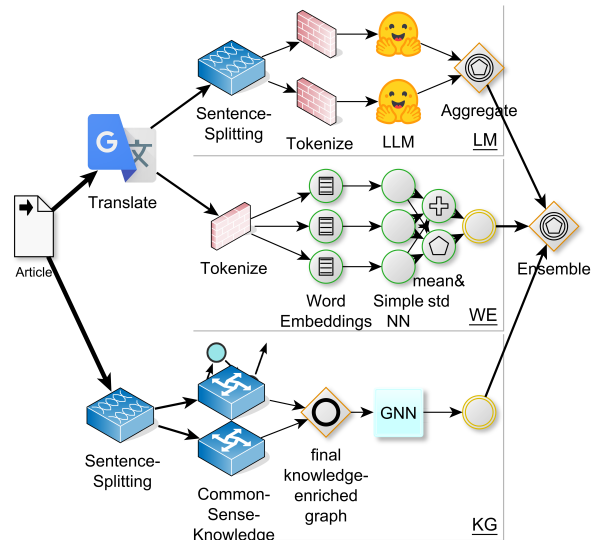 Sentence-
Splitting
Tokenize
LLM
Aggregate
LM
G 文
Translate
Article
Tokenize
Word
Embeddings
Simple
NN
mean&
std
WE
Ensemble
Sentence-
Splitting
Common-
Sense-
Knowledge
final
knowledge-
enriched
graph
GNN
KG